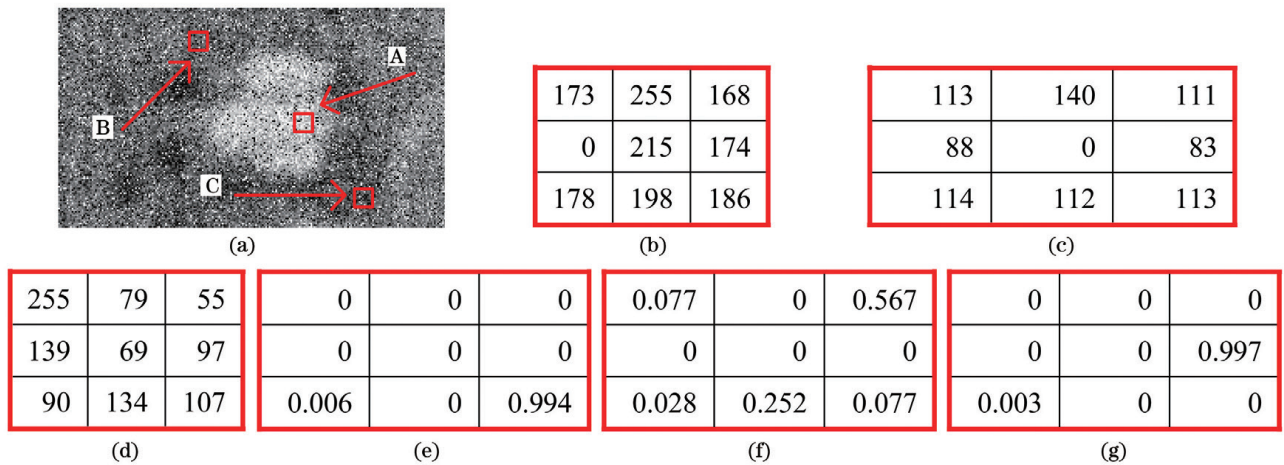 A
B
C
(a)
173 255 168
0 215 174
178 198 186
(b)
113 140 111
88 0 83
114 112 113
(c)
255 79 55
139 69 97
90 134 107
(d)
0 0 0
0 0 0
0.006 0 0.994
(e)
0.077 0 0.567
0 0 0
0.028 0.252 0.077
(f)
0 0 0
0 0 0.997
0.003 0 0
(g)